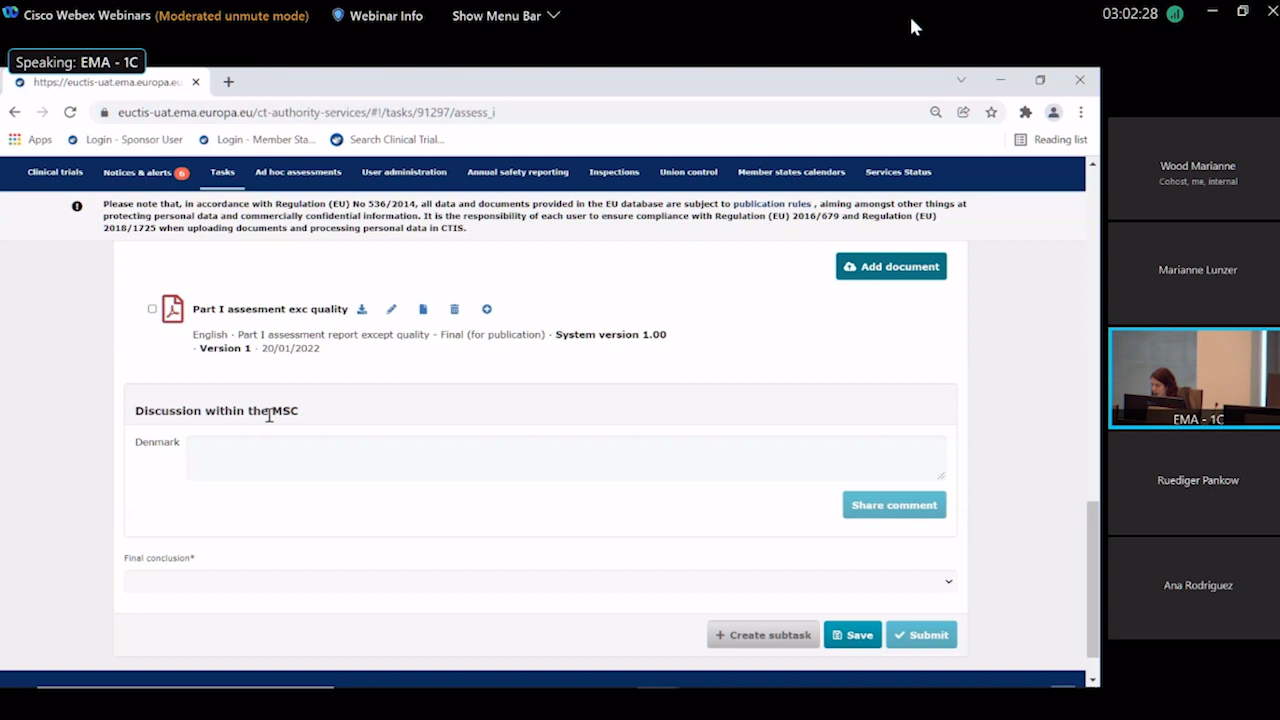 Cisco Webex Webinars (Moderated unmute mode) Webinar Info Show Menu Bar 03:02:28
Speaking: EMA - 1C
https://euctis-uat.ema.europa.eu
euctis-uat.ema.europa.eu/ct-authority-services/#!/tasks/91297/assess_i
Apps Login - Sponsor User Login - Member Sta... Search Clinical Trial... Reading list
Clinical trials Notices & alerts 6 Tasks Ad hoc assessments User administration Annual safety reporting Inspections Union control Member states calendars Services Status
Please note that, in accordance with Regulation (EU) No 536/2014, all data and documents provided in the EU database are subject to publication rules , aiming amongst other things at
protecting personal data and commercially confidential information. It is the responsibility of each user to ensure compliance with Regulation (EU) 2016/679 and Regulation (EU)
2018/1725 when uploading documents and processing personal data in CTIS.
Add document
Part I assesment exc quality
English · Part I assessment report except quality - Final (for publication) · System version 1.00
· Version 1 · 20/01/2022
Discussion within the MSC
Denmark
Share comment
Final conclusion*
+ Create subtask Save Submit
Wood Marianne
Cohost, me, internal
Marianne Lunzer
EMA - 1C
Ruediger Pankow
Ana Rodriguez